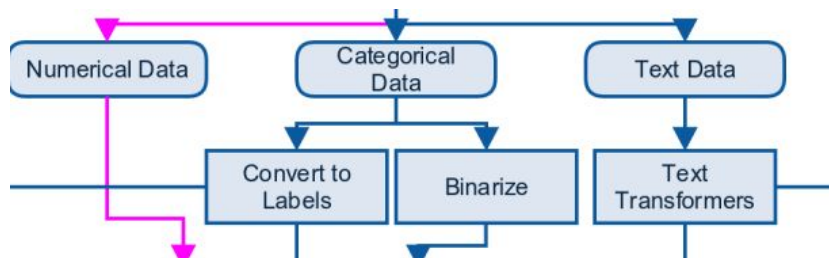 Numerical Data
Categorical
Data
Text Data
Convert to
Labels
Binarize
Text
Transformers